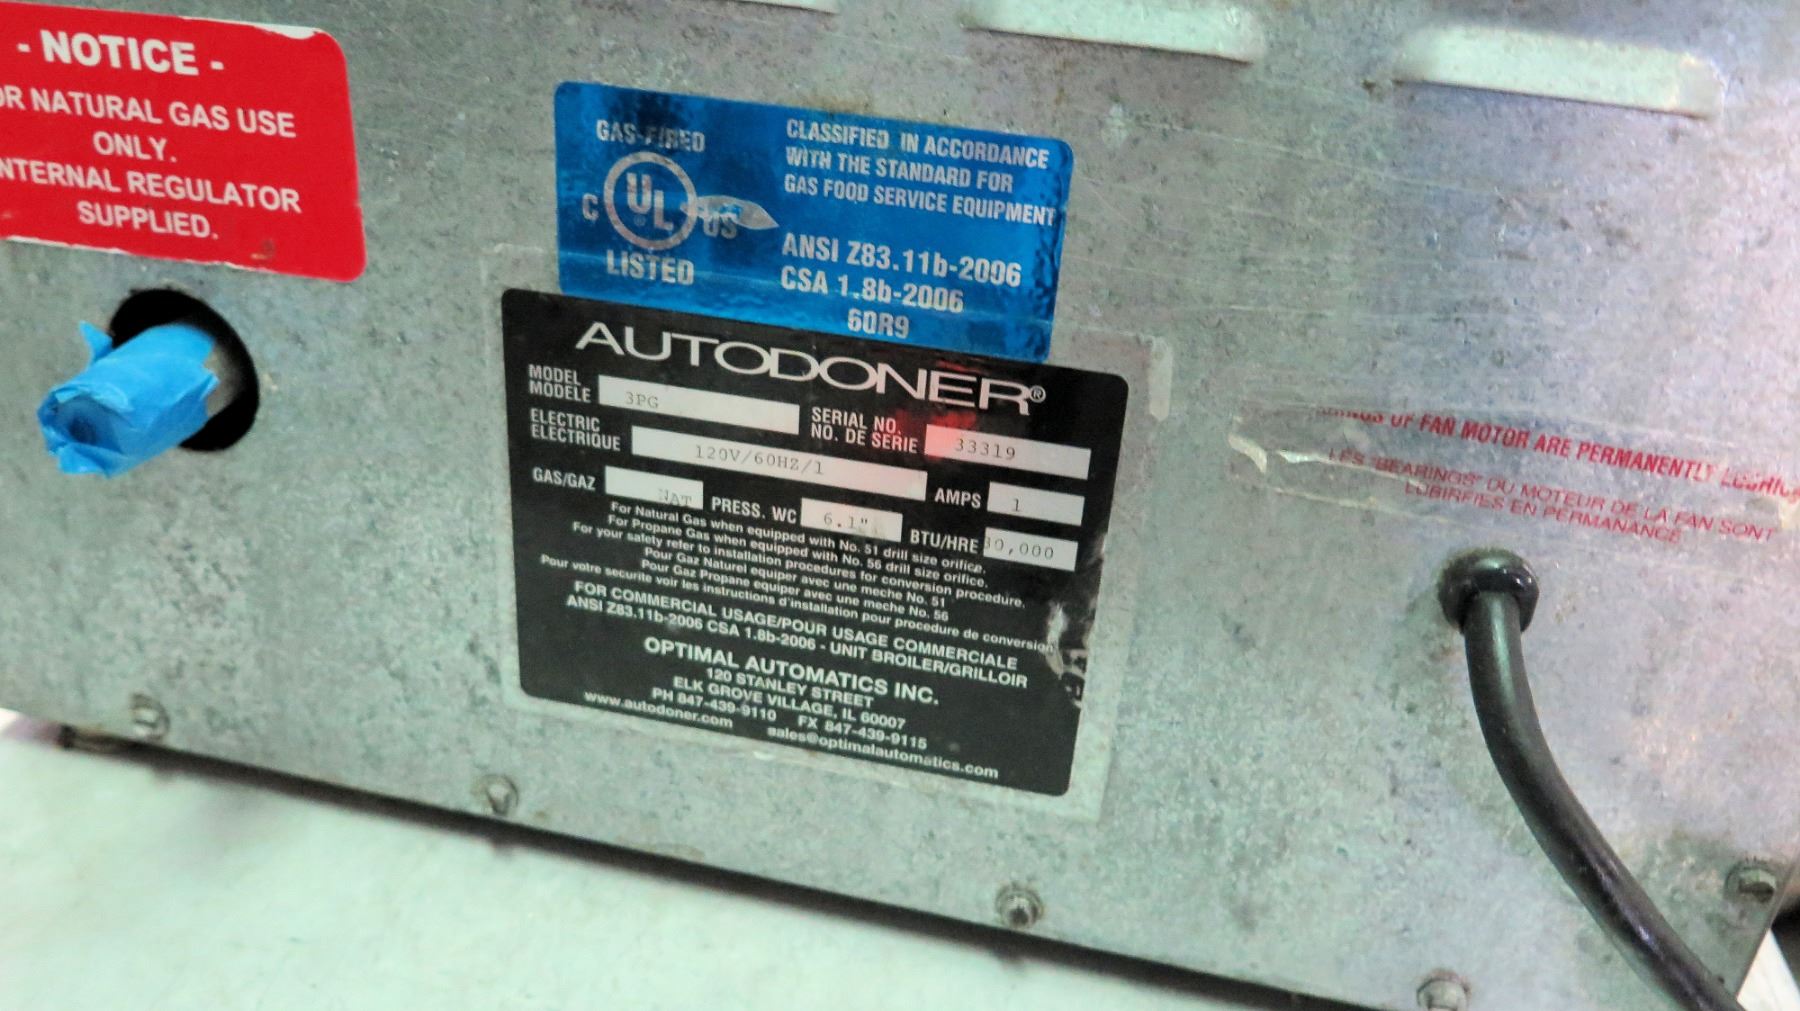 - NOTICE -
NATURAL GAS USE
ONLY.
REGULATOR
SUPPLIED.
GAS-FIRED
C UL US
LISTED
CLASSIFIED IN ACCORDANCE
WITH THE STANDARD FOR
GAS FOOD SERVICE EQUIPMENT
ANSI Z83.11b-2006
CSA 1.8b-2006
60R9
AUTODONER®
MODEL
MODÈLE 3PG
SERIAL NO.
NO. DE SÉRIE 33319
ELECTRIC
ELECTRIQUE 120V/60HZ/1
AMPS 1
GAS/GAZ NAT PRESS. WC 6.1" BTU/HRE
For Natural Gas when equipped with No. 51 drill size orifice.
For Propane Gas when equipped with No. 56 drill size orifice.
For your safety refer to installation procedures for conversion procedure.
Pour Gaz Naturel equiper avec une meche No. 51
Pour Gaz Propane equiper avec une meche No. 56
Pour votre securite voir les instructions d'installation pour procedure de conversion
FOR COMMERCIAL USAGE/POUR USAGE COMMERCIALE
ANSI Z83.11b-2006 CSA 1.8b-2006 - UNIT BROILER/GRILLOIR
OPTIMAL AUTOMATICS INC.
120 STANLEY STREET
ELK GROVE VILLAGE, IL 60007
PH 847-439-9110 FX 847-439-9115
www.autodoner.com sales@optimalautomatics.com
OF FAN MOTOR ARE PERMANENTLY
LES "BEARINGS" DU MOTEUR DE LA FAN SONT
LUBIRFIES EN PERMANANCE